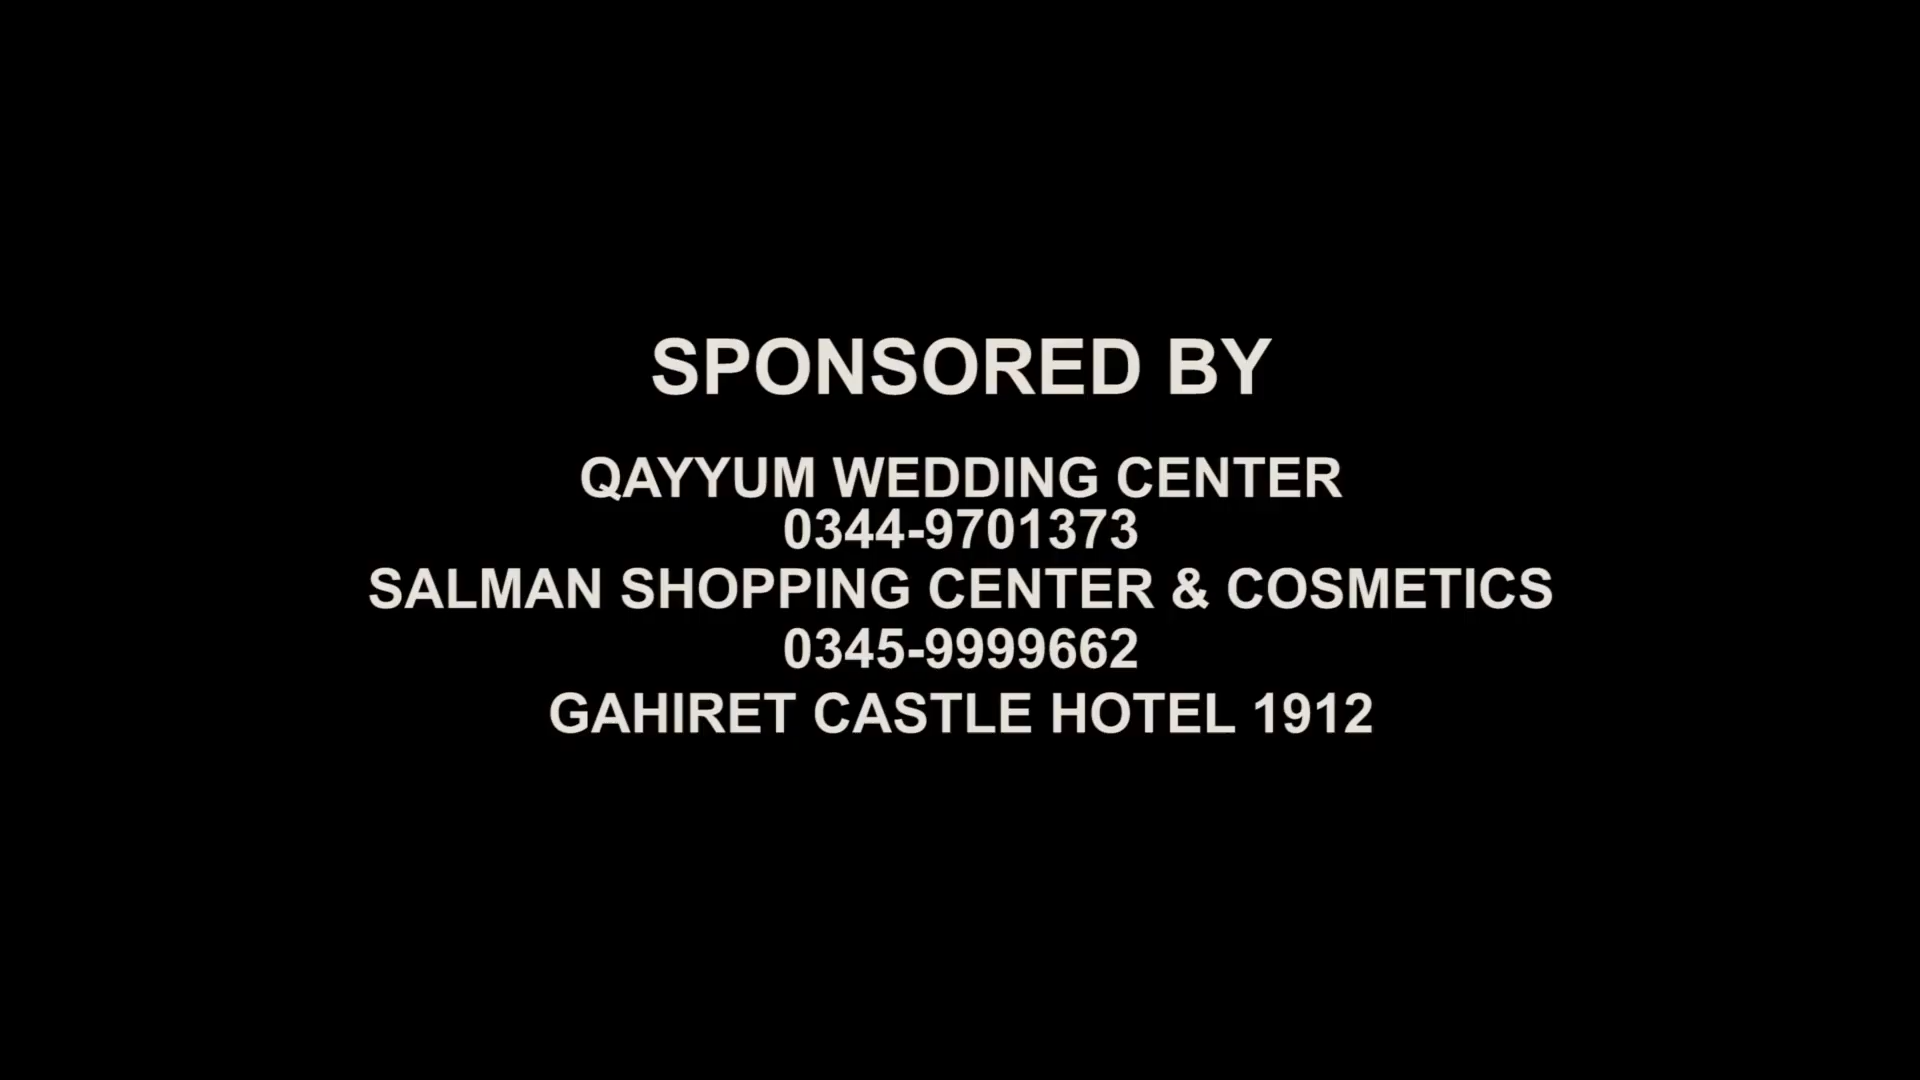 SPONSORED BY
QAYYUM WEDDING CENTER
0344-9701373
SALMAN SHOPPING CENTER & COSMETICS
0345-9999662
GAHIRET CASTLE HOTEL 1912